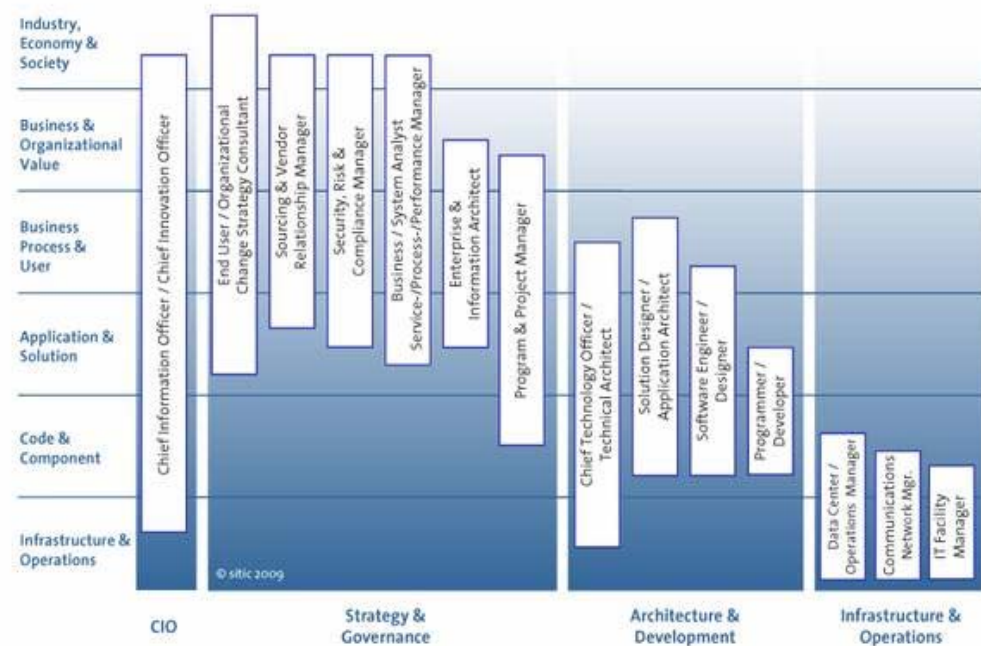 Industry,
Economy &
Society
Business &
Organizational
Value
Business
Process &
User
Application &
Solution
Code &
Component
Infrastructure &
Operations
Chief Information Officer / Chief Innovation Officer
End User / Organizational
Change Strategy Consultant
Sourcing & Vendor
Relationship Manager
Security, Risk &
Compliance Manager
Business / System Analyst
Service-/Process-/Performance Manager
Enterprise &
Information Architect
Program & Project Manager
Chief Technology Officer /
Technical Architect
Solution Designer /
Application Architect
Software Engineer /
Designer
Programmer /
Developer
Data Center /
Operations Manager
Communications
Network Mgr.
IT Facility
Manager
© sitic 2009
CIO
Strategy &
Governance
Architecture &
Development
Infrastructure &
Operations